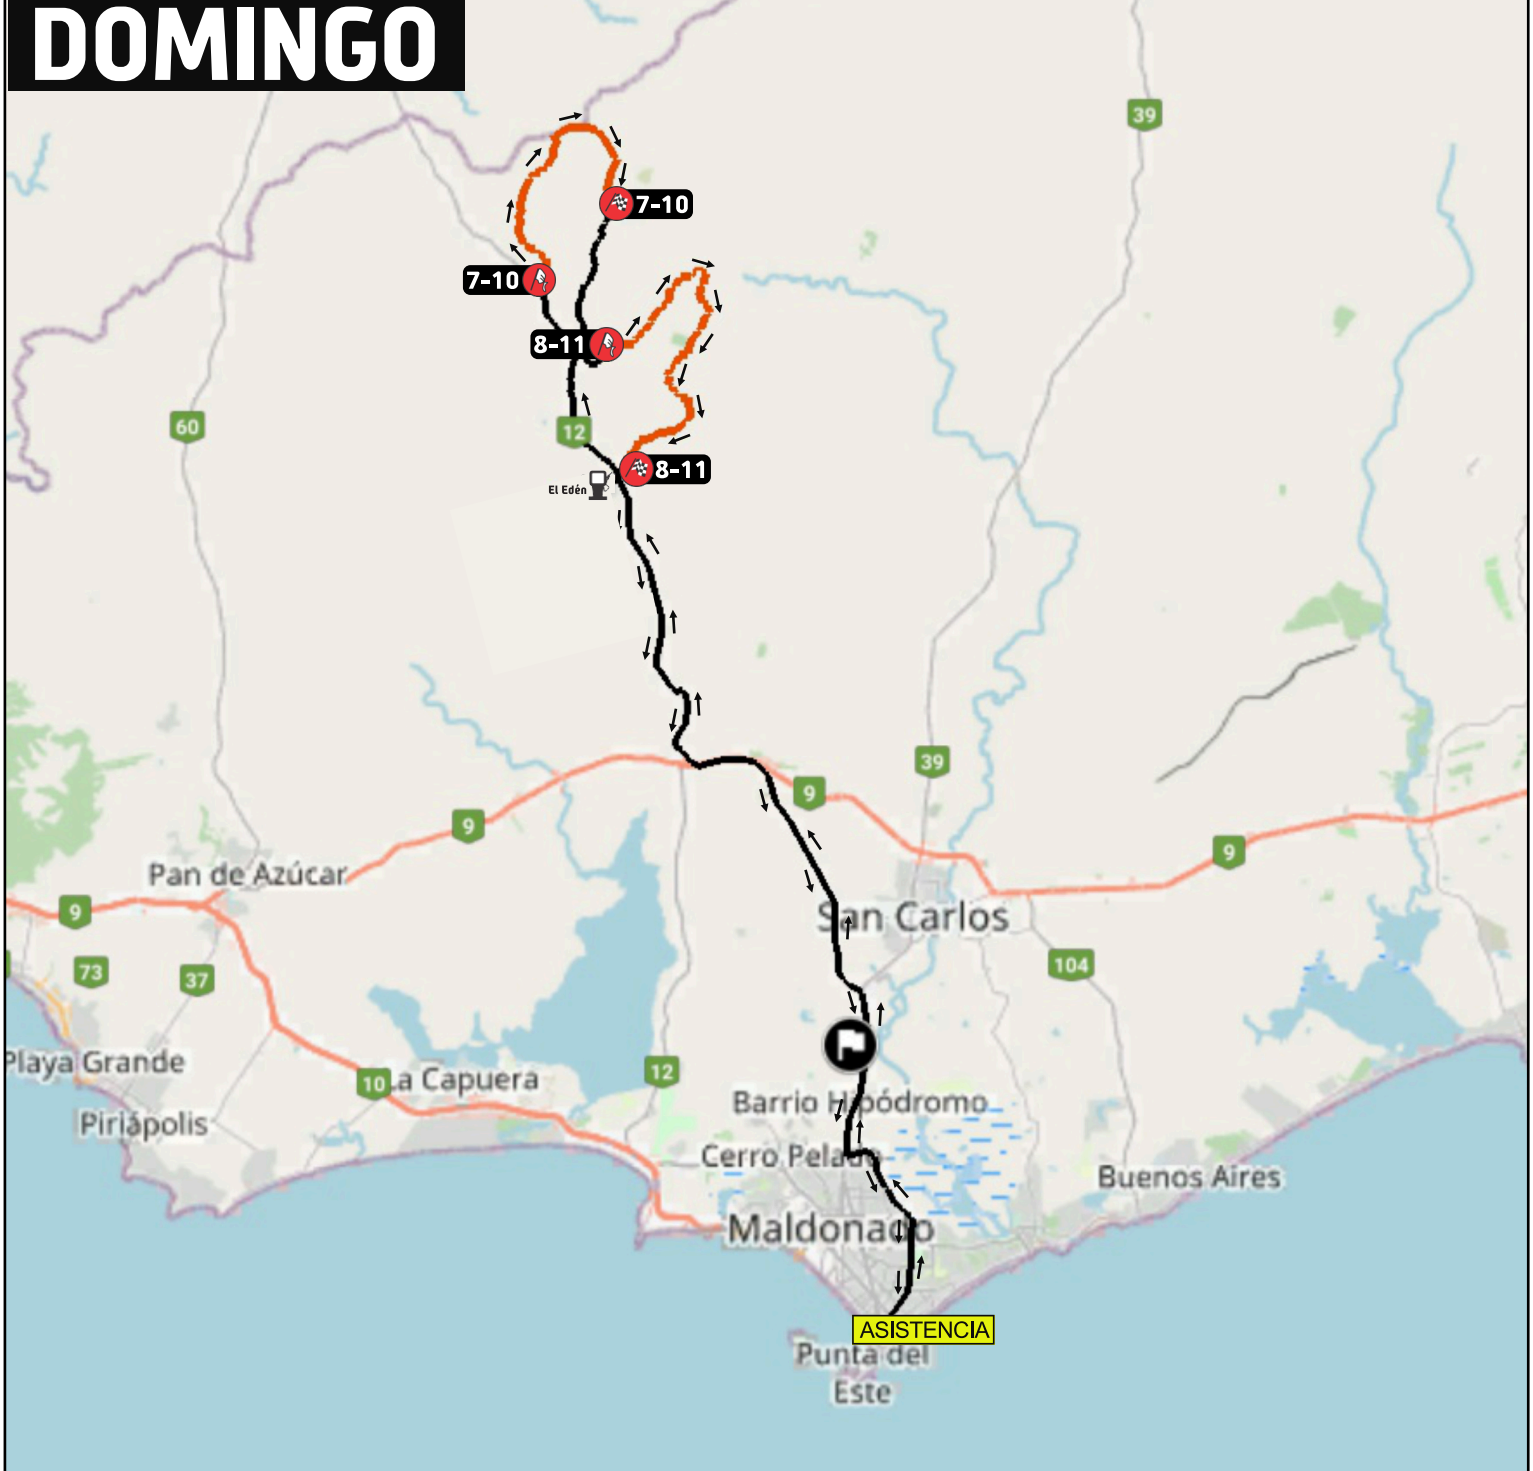 DOMINGO
39
7-10
7-10
8-11
60
12
8-11
El Edén
39
9
9
9
Pan de Azúcar
9
San Carlos
73
37
104
Playa Grande
La Capuera
10
12
Piriápolis
Barrio Hipódromo
Cerro Pelado
Buenos Aires
Maldonado
ASISTENCIA
Punta del
Este